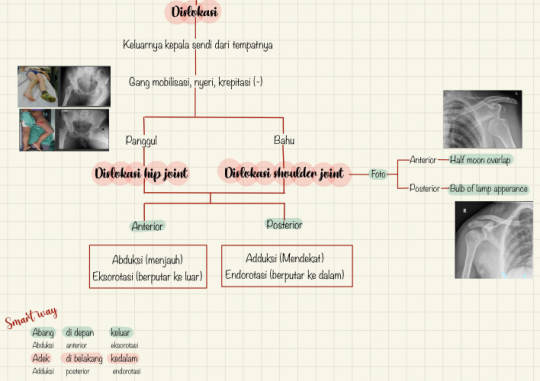 Dislokasi
Keluarnya kepala sendi dari tempatnya
Gang mobilisasi, nyeri, krepitasi (-)
Panggul
Bahu
Dislokasi hip joint
Dislokasi shoulder joint
Foto
Anterior
Half moon overlap
Posterior
Bulb of lamp apperance
Anterior
Posterior
Abduksi (menjauh)
Eksorotasi (berputar ke luar)
Adduksi (Mendekat)
Endorotasi (berputar ke dalam)
Smart way
Abang di depan keluar
Abduksi anterior eksorotasi
Adek di belakang kedalam
Adduksi posterior endorotasi